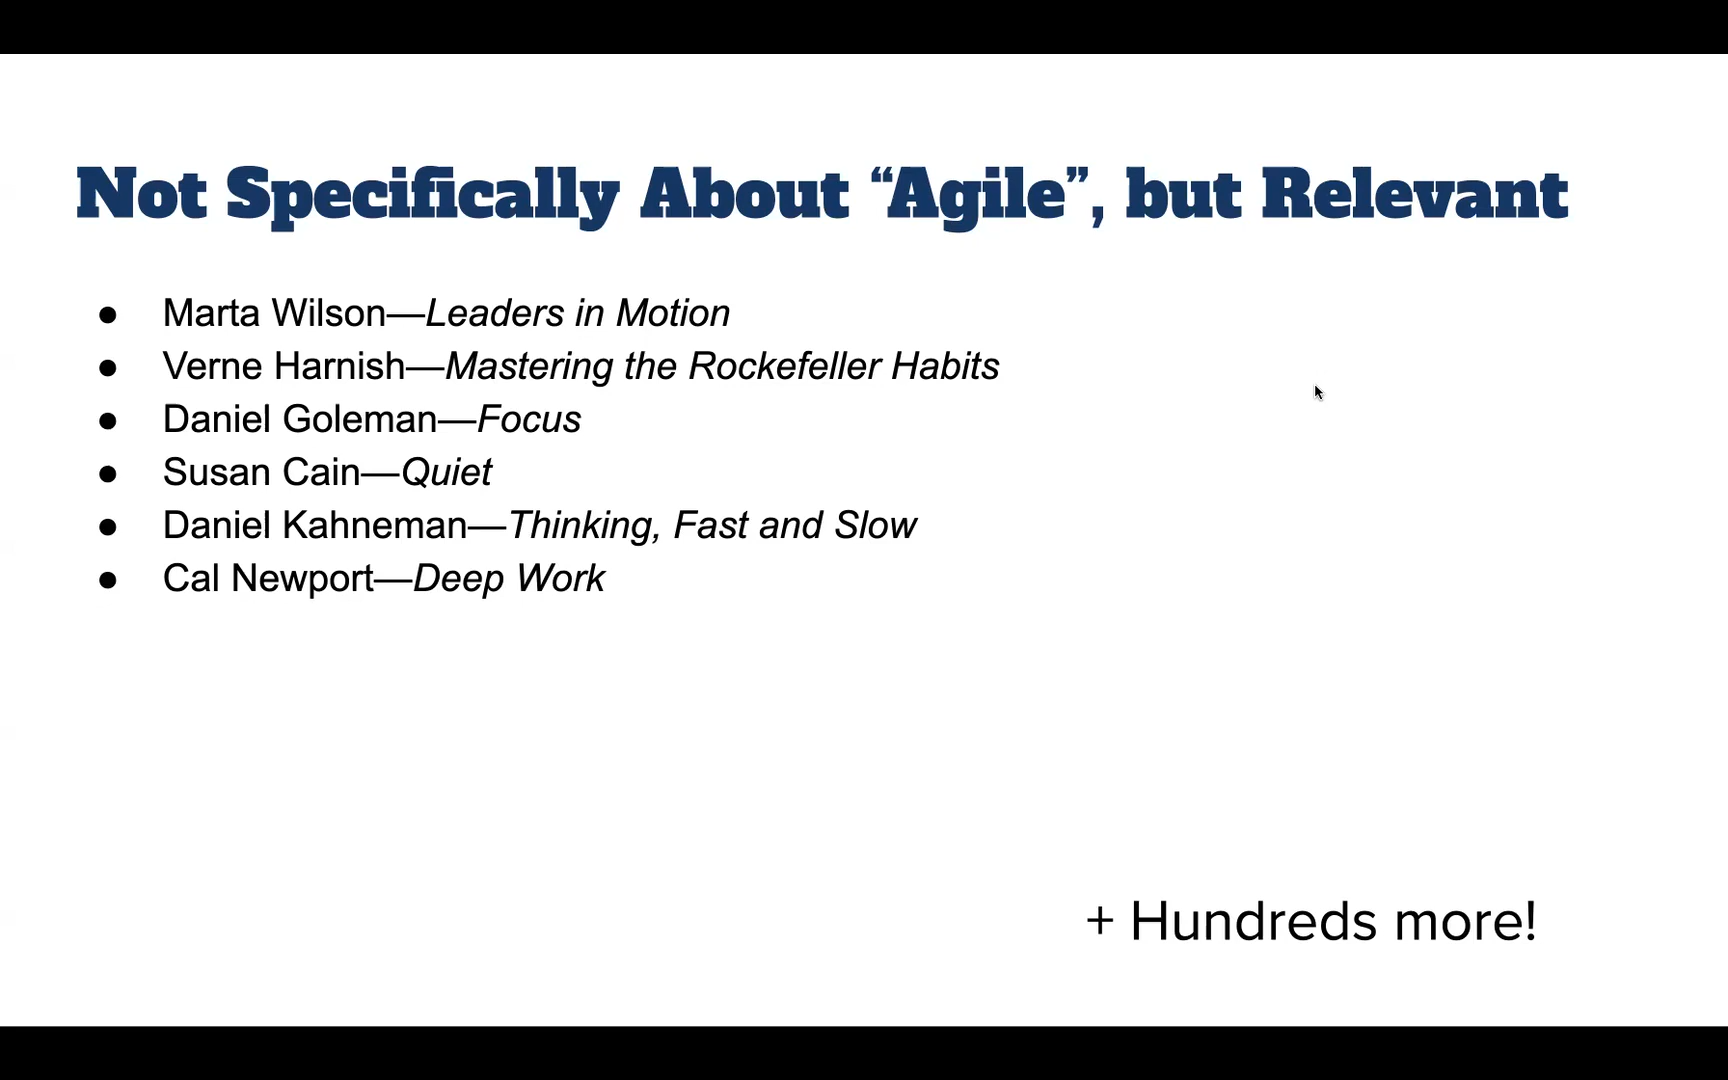 Not Specifically About “Agile”, but Relevant
● Marta Wilson—Leaders in Motion
● Verne Harnish—Mastering the Rockefeller Habits
● Daniel Goleman—Focus
● Susan Cain—Quiet
● Daniel Kahneman—Thinking, Fast and Slow
● Cal Newport—Deep Work
+ Hundreds more!